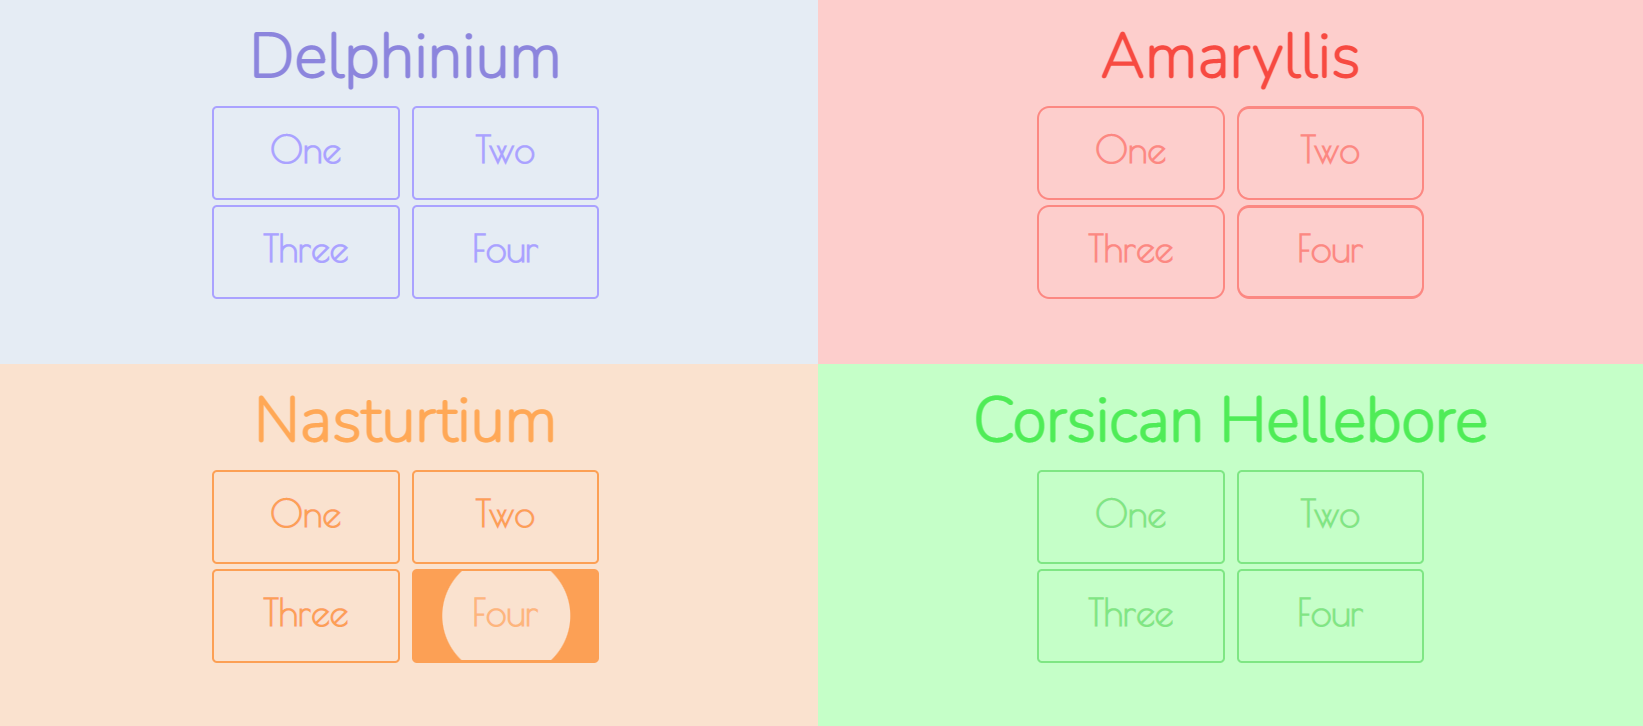 Delphinium
One Two
Three Four
Amaryllis
One Two
Three Four
Nasturtium
One Two
Three Four
Corsican Hellebore
One Two
Three Four